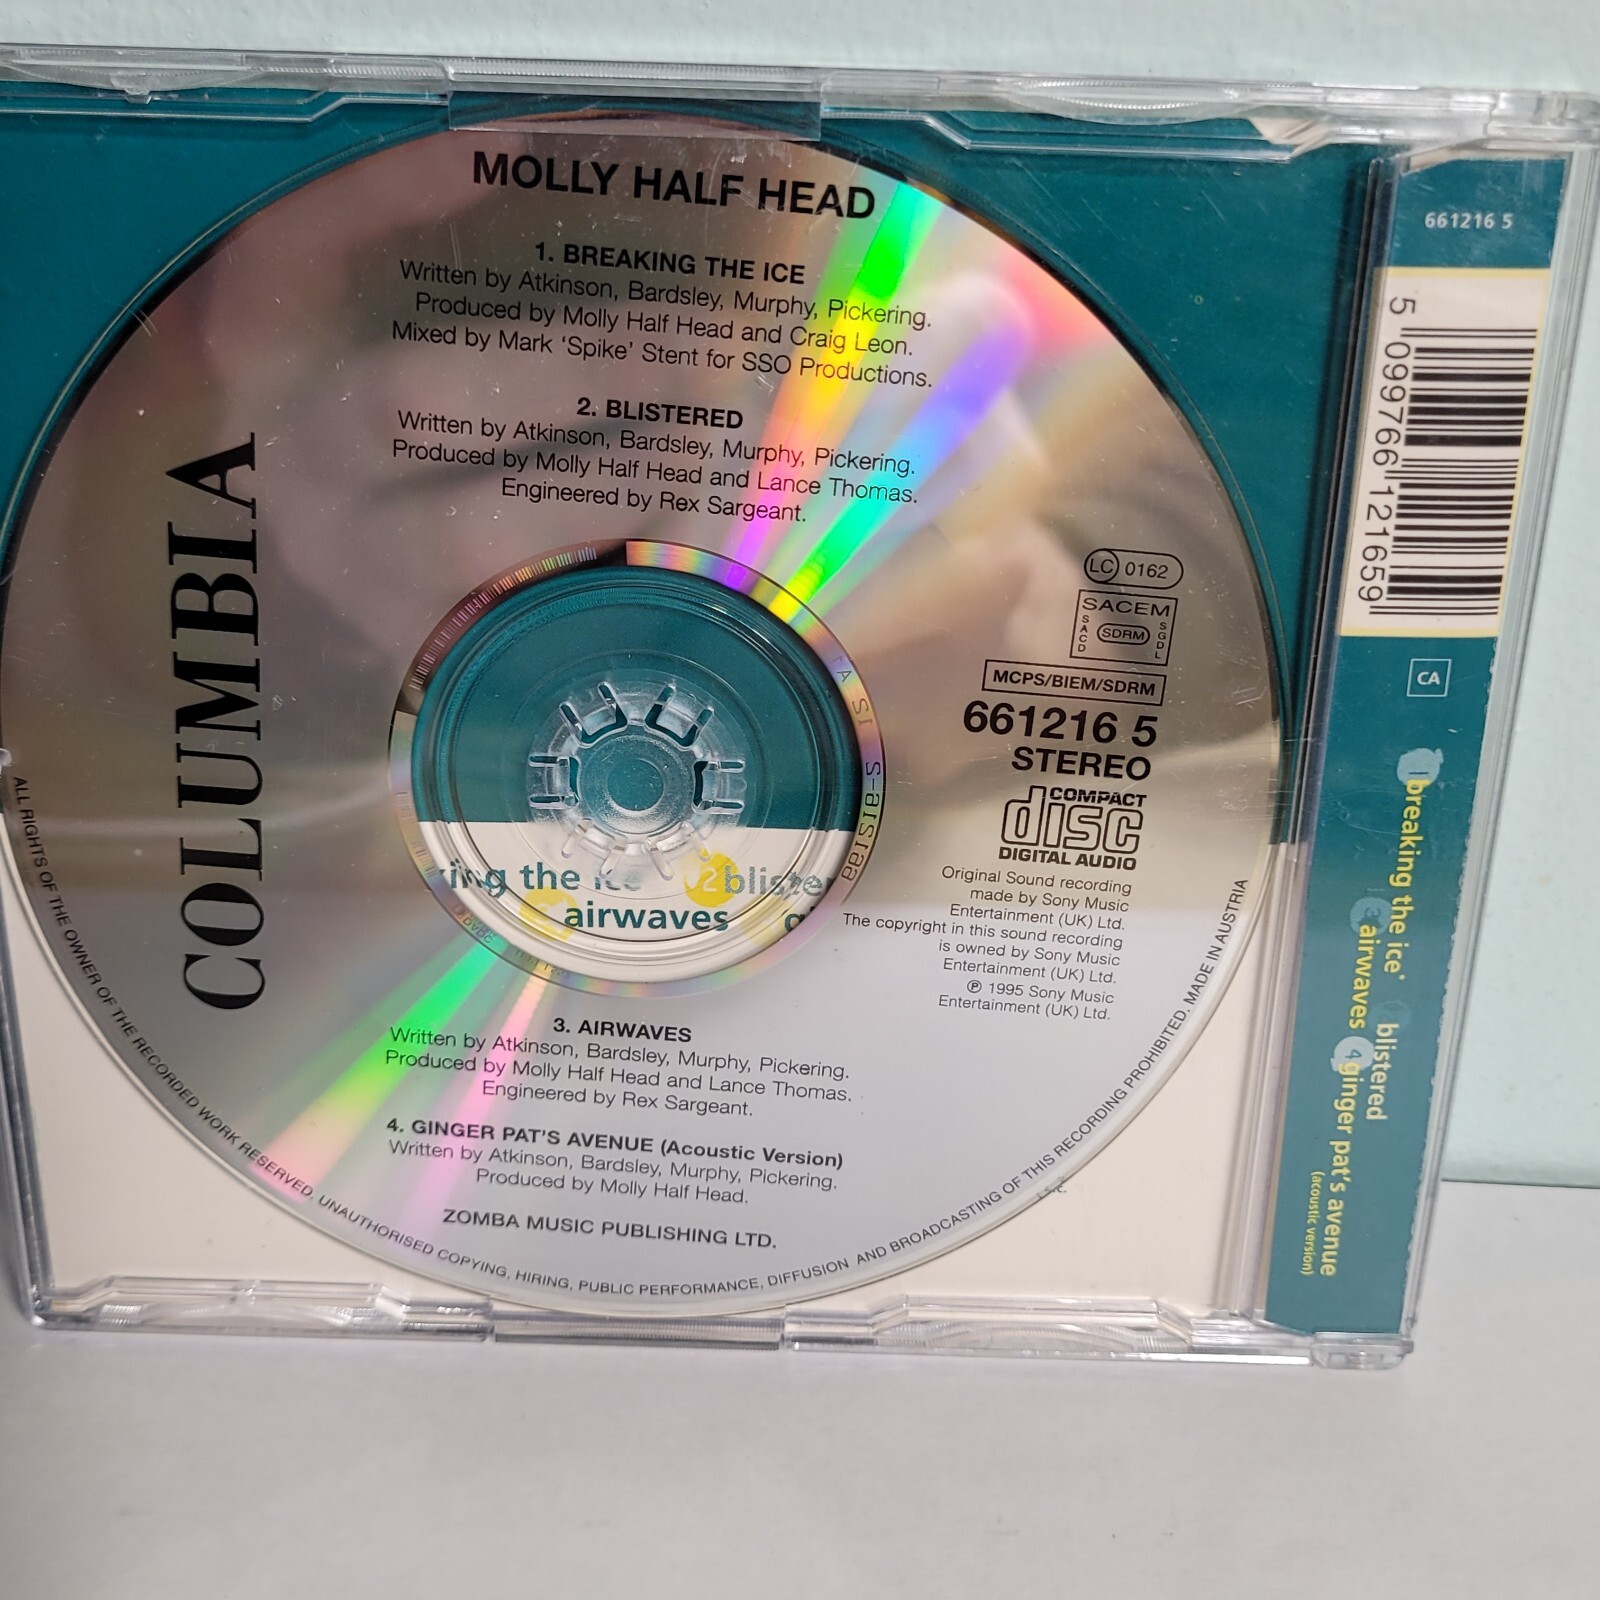 MOLLY HALF HEAD
1. BREAKING THE ICE
Written by Atkinson, Bardsley, Murphy, Pickering.
Produced by Molly Half Head and Craig Leon.
Mixed by Mark ‘Spike’ Stent for SSO Productions.
2. BLISTERED
Written by Atkinson, Bardsley, Murphy, Pickering.
Produced by Molly Half Head and Lance Thomas.
Engineered by Rex Sargeant.
COLUMBIA
LC 0162
SACEM
SACD
SDRM
SGDL
MCPS/BIEM/SDRM
661216 5
STEREO
COMPACT
disc
DIGITAL AUDIO
Original Sound recording
made by Sony Music
Entertainment (UK) Ltd.
The copyright in this sound recording
is owned by Sony Music
Entertainment (UK) Ltd.
℗ 1995 Sony Music
Entertainment (UK) Ltd.
the
2 blister
airwaves
3. AIRWAVES
Written by Atkinson, Bardsley, Murphy, Pickering.
Produced by Molly Half Head and Lance Thomas.
Engineered by Rex Sargeant.
4. GINGER PAT'S AVENUE (Acoustic Version)
Written by Atkinson, Bardsley, Murphy, Pickering.
Produced by Molly Half Head.
ZOMBA MUSIC PUBLISHING LTD.
ALL RIGHTS OF THE OWNER OF THE RECORDED WORK RESERVED. UNAUTHORISED COPYING, HIRING, PUBLIC PERFORMANCE, DIFFUSION AND BROADCASTING OF THIS RECORDING PROHIBITED. MADE IN AUSTRIA
661216 5
5 099766 121659
CA
1 breaking the ice* blistered
3 airwaves 4 ginger pat's avenue
(acoustic version)